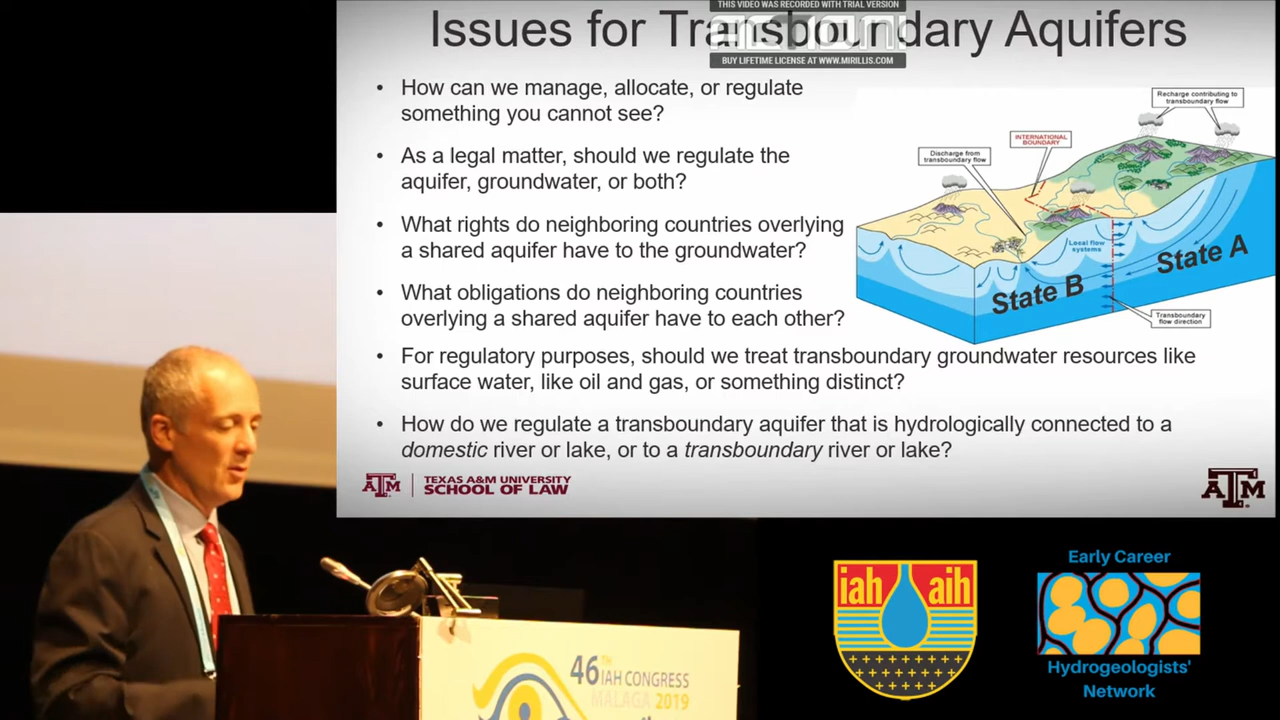 THIS VIDEO WAS RECORDED WITH TRIAL VERSION
BUY LIFETIME LICENSE AT WWW.MIRILLIS.COM
Issues for Transboundary Aquifers
• How can we manage, allocate, or regulate
something you cannot see?
• As a legal matter, should we regulate the
aquifer, groundwater, or both?
• What rights do neighboring countries overlying
a shared aquifer have to the groundwater?
• What obligations do neighboring countries
overlying a shared aquifer have to each other?
• For regulatory purposes, should we treat transboundary groundwater resources like
surface water, like oil and gas, or something distinct?
• How do we regulate a transboundary aquifer that is hydrologically connected to a
domestic river or lake, or to a transboundary river or lake?
Recharge contributing to
transboundary flow
INTERNATIONAL
BOUNDARY
Discharge from
transboundary flow
Local flow
systems
State A
State B
Transboundary
flow direction
ATM
TEXAS A&M UNIVERSITY
SCHOOL OF LAW
ATM
iah aih
Early Career
Hydrogeologists'
Network
46TH
IAH CONGRESS
MALAGA 2019